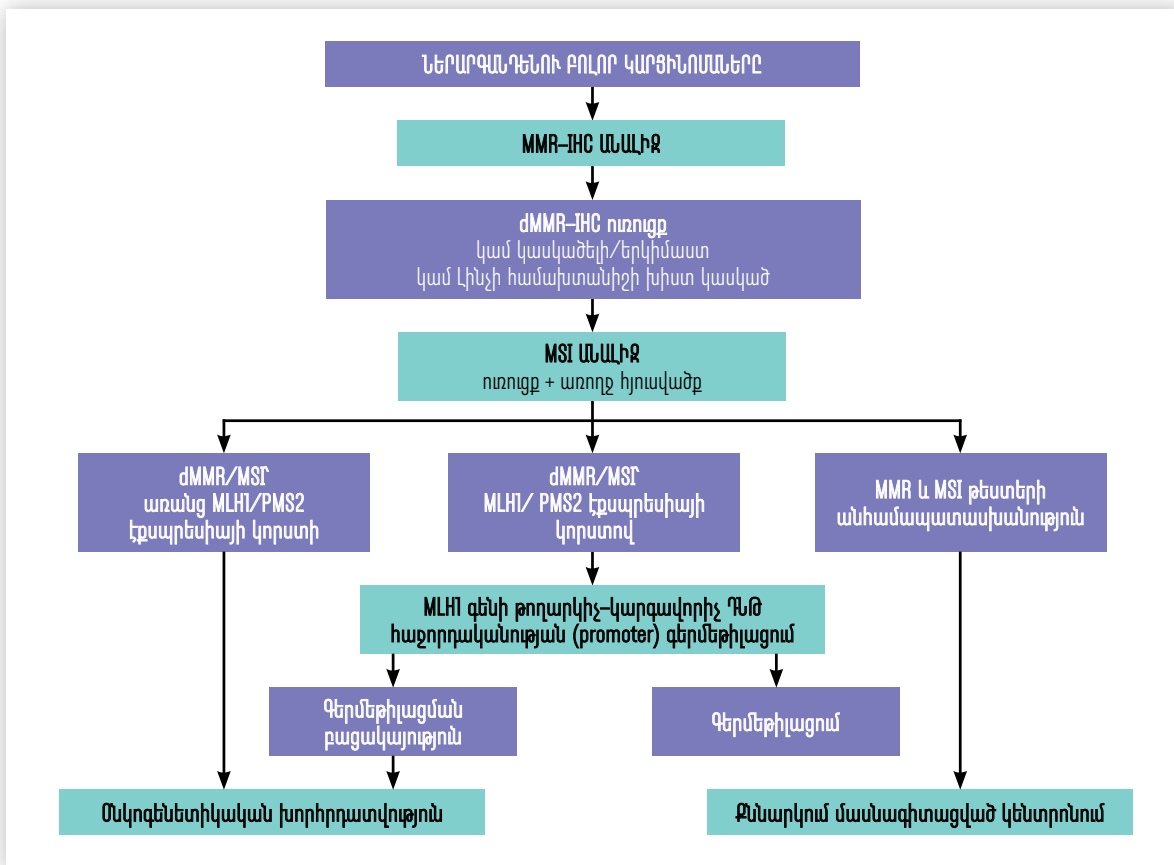 ՆԵՐԱՐԳԱՆԴԵՆՈՒ ԲՈԼՈՐ ԿԱՐՑԻՆՈՄԱՆԵՐԸ
MMR–IHC ԱՆԱԼԻԶ
dMMR–IHC ուռուցք
կամ կասկածելի/երկիմաստ
կամ Լինչի համախտանիշի խիստ կասկած
MSI ԱՆԱԼԻԶ
ուռուցք + առողջ հյուսվածք
dMMR/MSI՝
առանց MLH1/PMS2
էքսպրեսիայի կորստի
dMMR/MSI՝
MLH1/ PMS2 էքսպրեսիայի
կորստով
MMR և MSI թեստերի
անհամապատասխանություն
MLH1 գենի թողարկիչ–կարգավորիչ ԴՆԹ
հաջորդականության (promoter) գերմեթիլացում
Գերմեթիլացման
բացակայություն
Գերմեթիլացում
Օնկոգենետիկական խորհրդատվություն
Քննարկում մասնագիտացված կենտրոնում